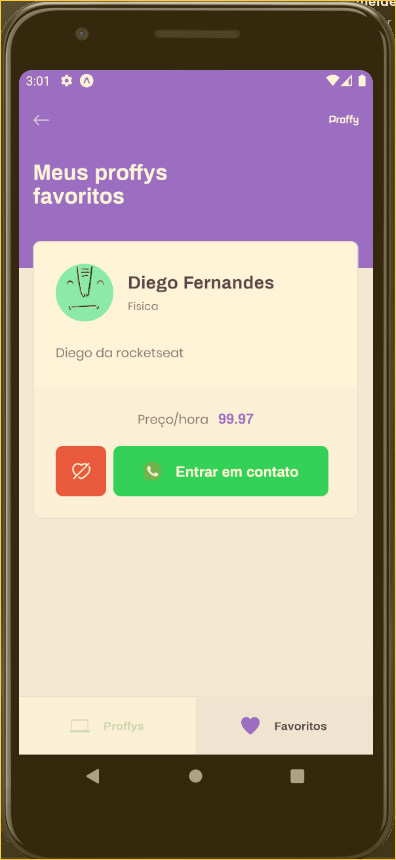 3:01
Proffy
Meus proffys
favoritos
Diego Fernandes
Física
Diego da rocketseat
Preço/hora 99.97
Entrar em contato
Proffys
Favoritos